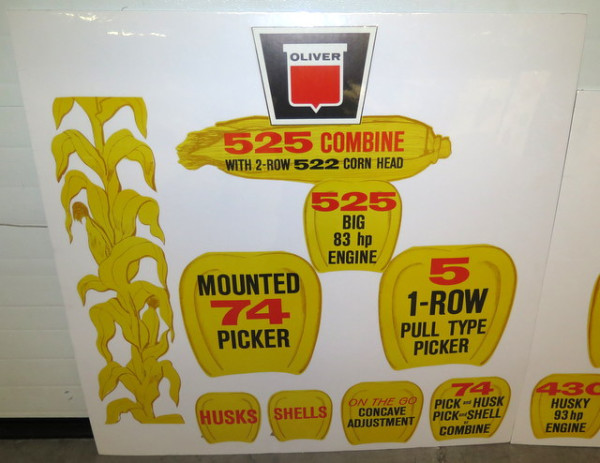 OLIVER
525 COMBINE
WITH 2-ROW 522 CORN HEAD
525
BIG
83 hp
ENGINE
MOUNTED
74
PICKER
5
1-ROW
PULL TYPE
PICKER
HUSKS
SHELLS
ON THE GO
CONCAVE
ADJUSTMENT
74
PICK and HUSK
PICK and SHELL
or
COMBINE
430
HUSKY
93 hp
ENGINE